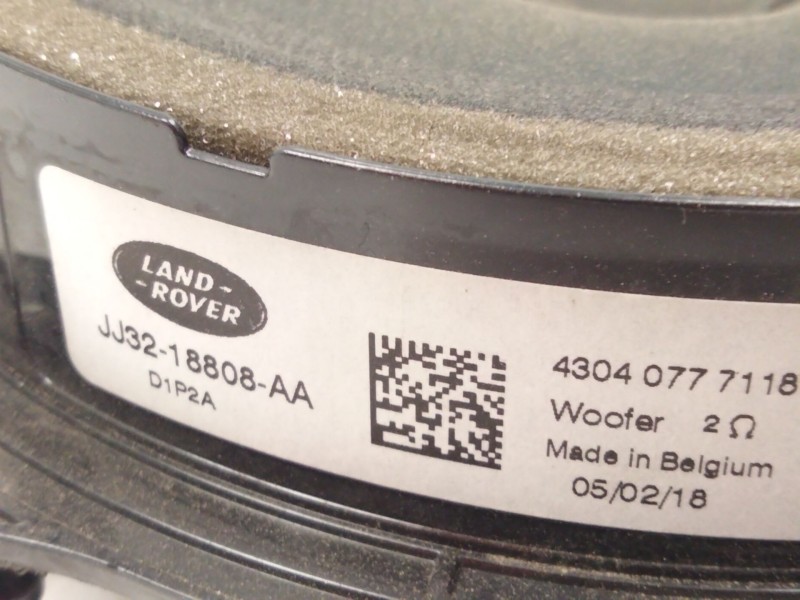 LAND-
-ROVER
JJ32-18808-AA
D1P2A
4304 077 7118
Woofer 2Ω
Made in Belgium
05/02/18